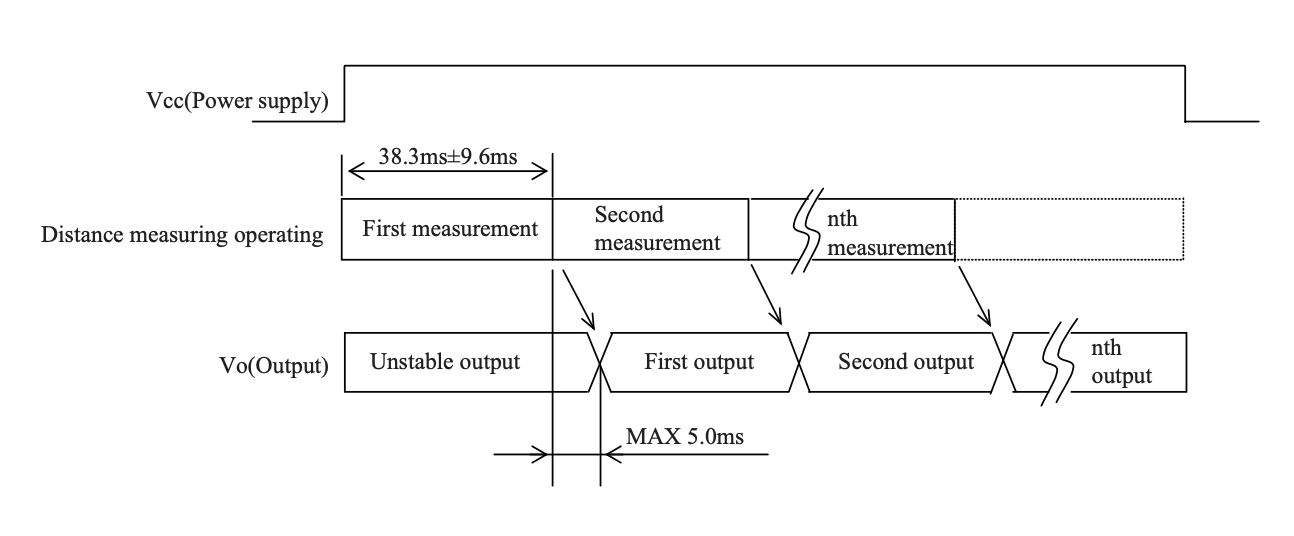 Vcc(Power supply)
38.3ms±9.6ms
Distance measuring operating
First measurement
Second
measurement
nth
measurement
Vo(Output)
Unstable output
First output
Second output
nth
output
MAX 5.0ms